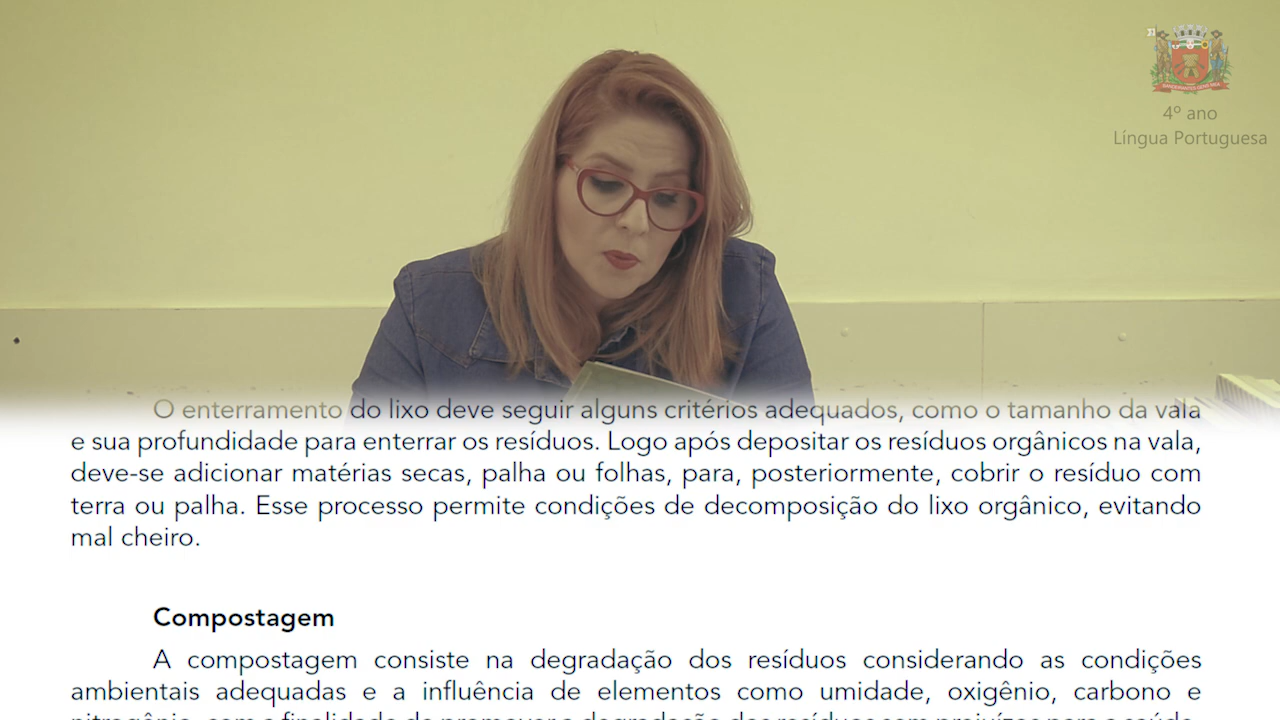 4º ano
Língua Portuguesa
O enterramento do lixo deve seguir alguns critérios adequados, como o tamanho da vala
e sua profundidade para enterrar os resíduos. Logo após depositar os resíduos orgânicos na vala,
deve-se adicionar matérias secas, palha ou folhas, para, posteriormente, cobrir o resíduo com
terra ou palha. Esse processo permite condições de decomposição do lixo orgânico, evitando
mal cheiro.
Compostagem
A compostagem consiste na degradação dos resíduos considerando as condições
ambientais adequadas e a influência de elementos como umidade, oxigênio, carbono e